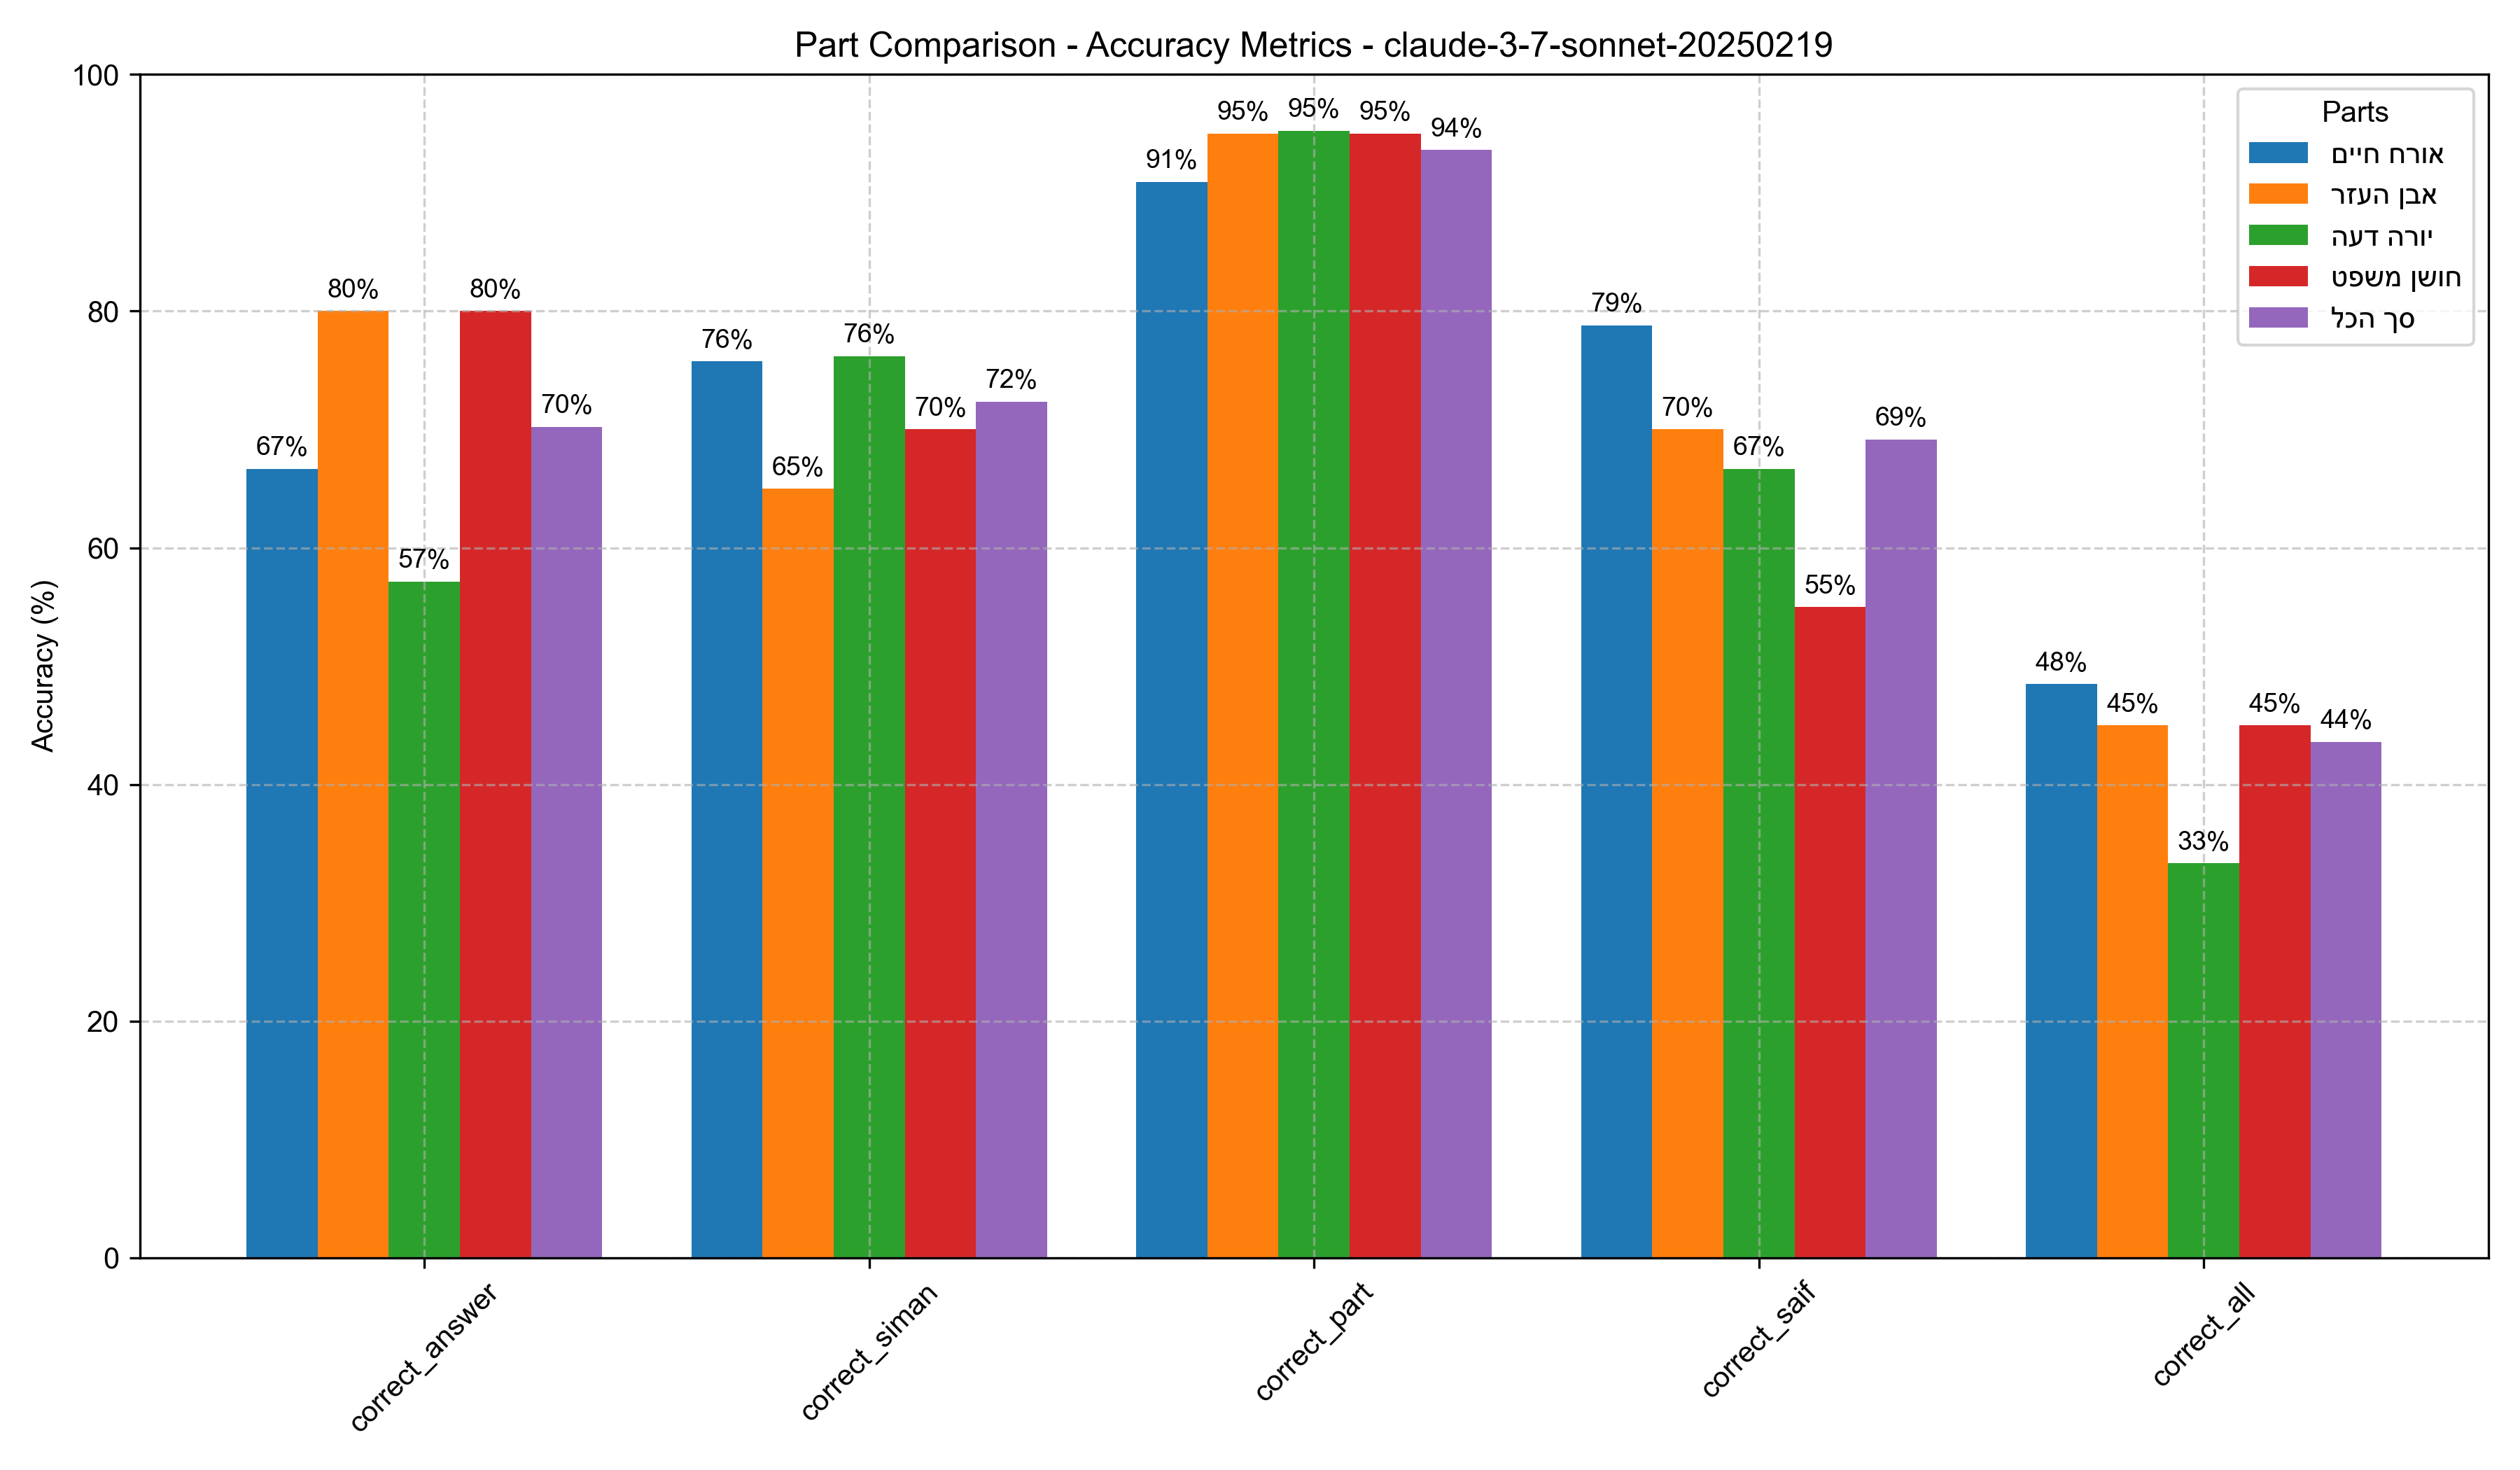 Part Comparison - Accuracy Metrics - claude-3-7-sonnet-20250219
Accuracy (%)
100
80
60
40
20
0
67%
80%
57%
80%
70%
76%
65%
76%
70%
72%
91%
95%
95%
95%
94%
79%
70%
67%
55%
69%
48%
45%
33%
45%
44%
correct_answer
correct_siman
correct_part
correct_saif
correct_all
Parts
אורח חיים
אבן העזר
יורה דעה
חושן משפט
סך הכל